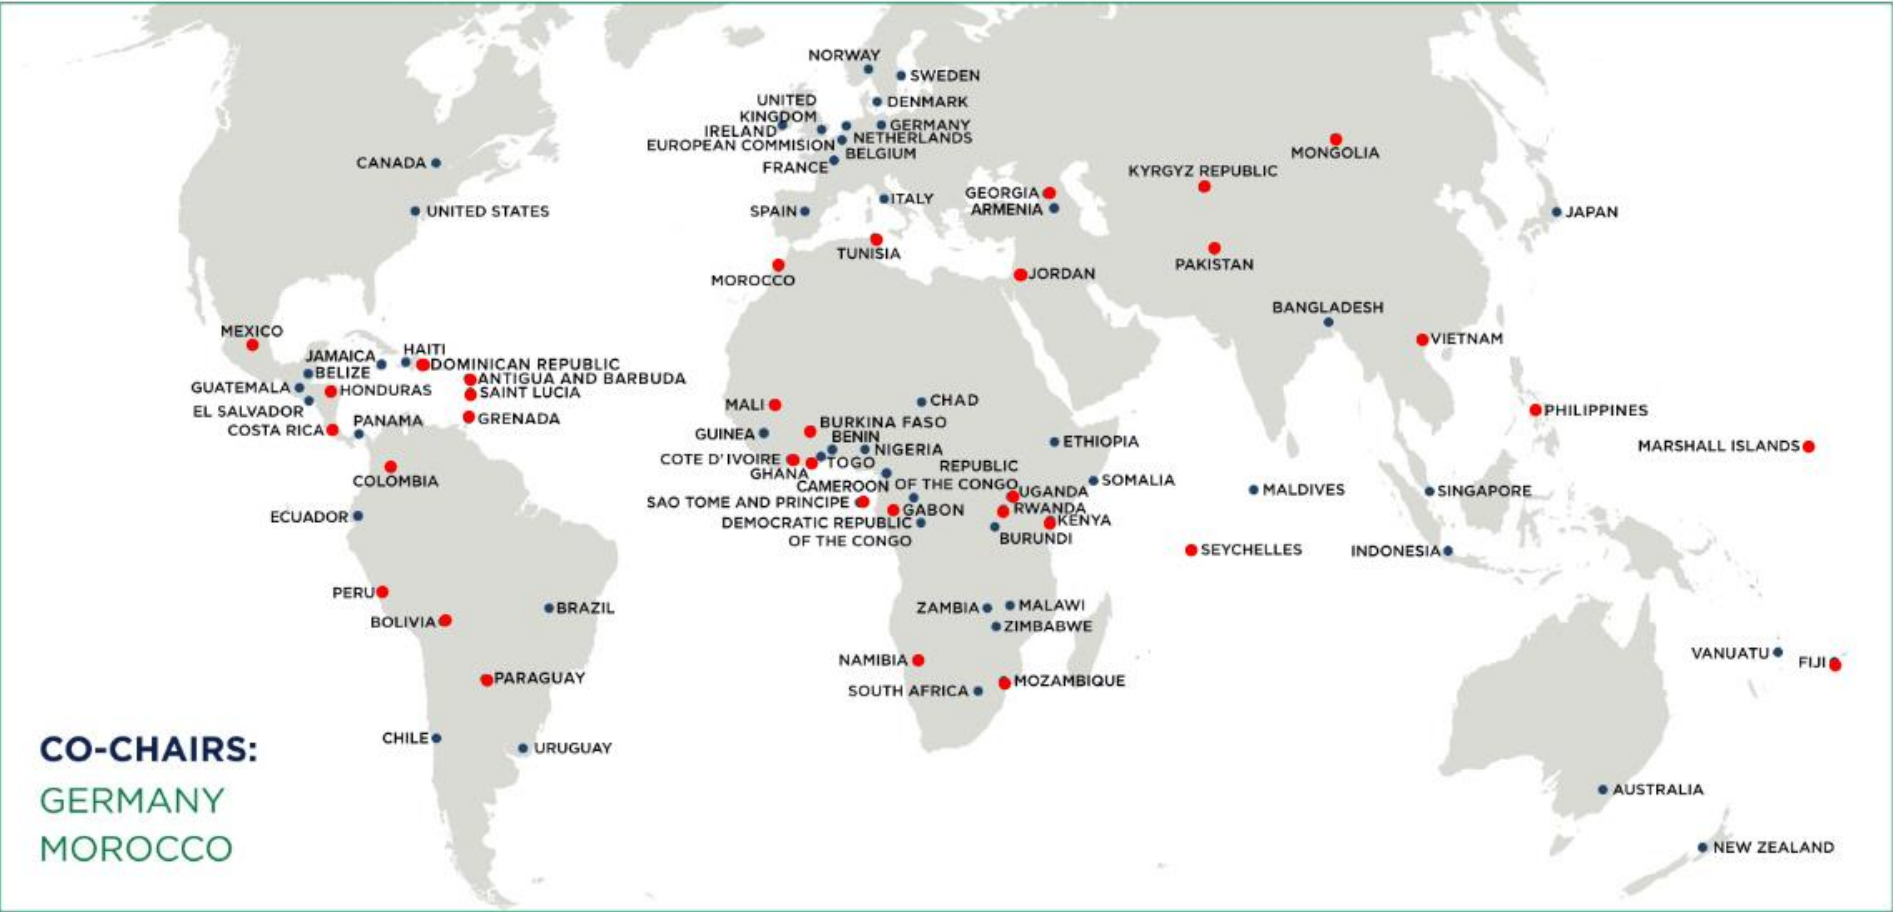 NORWAY
SWEDEN
UNITED
KINGDOM
DENMARK
IRELAND
GERMANY
EUROPEAN COMMISION
NETHERLANDS
BELGIUM
FRANCE
CANADA
MONGOLIA
KYRGYZ REPUBLIC
GEORGIA
ITALY
SPAIN
ARMENIA
UNITED STATES
JAPAN
TUNISIA
PAKISTAN
MOROCCO
JORDAN
BANGLADESH
MEXICO
VIETNAM
HAITI
JAMAICA
DOMINICAN REPUBLIC
BELIZE
ANTIGUA AND BARBUDA
GUATEMALA
HONDURAS
SAINT LUCIA
EL SALVADOR
GRENADA
PANAMA
COSTA RICA
MALI
CHAD
BURKINA FASO
GUINEA
BENIN
NIGERIA
ETHIOPIA
PHILIPPINES
MARSHALL ISLANDS
COTE D'IVOIRE
TOGO
GHANA
REPUBLIC
OF THE CONGO
CAMEROON
SOMALIA
UGANDA
MALDIVES
SINGAPORE
COLOMBIA
SAO TOME AND PRINCIPE
GABON
RWANDA
KENYA
ECUADOR
DEMOCRATIC REPUBLIC
OF THE CONGO
BURUNDI
SEYCHELLES
INDONESIA
PERU
BRAZIL
BOLIVIA
ZAMBIA
MALAWI
ZIMBABWE
NAMIBIA
VANUATU
FIJI
PARAGUAY
MOZAMBIQUE
SOUTH AFRICA
CHILE
URUGUAY
AUSTRALIA
NEW ZEALAND
CO-CHAIRS:
GERMANY
MOROCCO